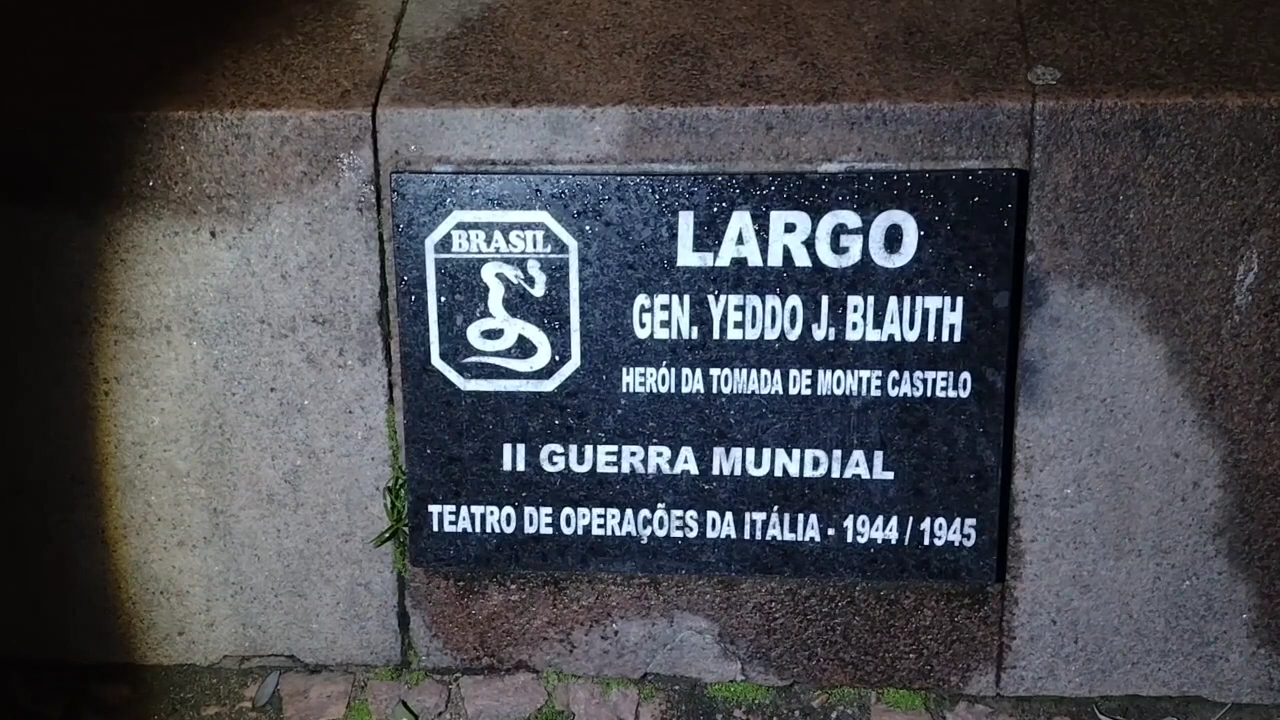 BRASIL
LARGO
GEN. YEDDO J. BLAUTH
HERÓI DA TOMADA DE MONTE CASTELO
II GUERRA MUNDIAL
TEATRO DE OPERAÇÕES DA ITÁLIA - 1944 / 1945